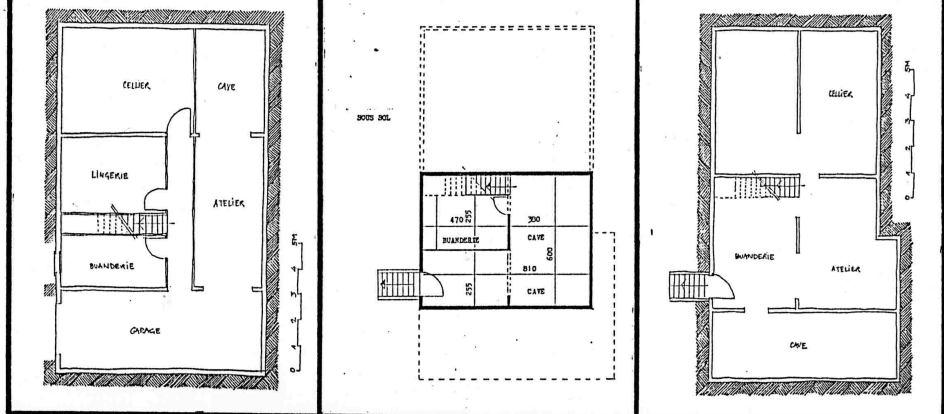 CELLIER
CAVE
LINGERIE
ATELIER
BUANDERIE
GARAGE
0 1 2 3 4 5M
SOUS SOL
470
255
350
BUANDERIE
CAVE
600
810
255
CAVE
CELLIER
BUANDERIE
ATELIER
CAVE
0 1 2 3 4 5M